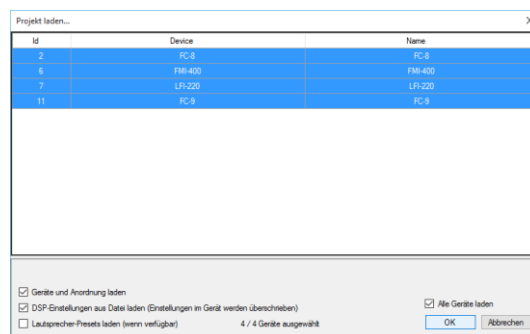 Projekt laden...
Id Device Name
2 FC-8 FC-8
6 FMI-400 FMI-400
7 LFI-220 LFI-220
11 FC-9 FC-9
Geräte und Anordnung laden
DSP-Einstellungen aus Datei laden (Einstellungen im Gerät werden überschrieben) Alle Geräte laden
Lautsprecher-Presets laden (wenn verfügbar) 4 / 4 Geräte ausgewählt OK Abbrechen